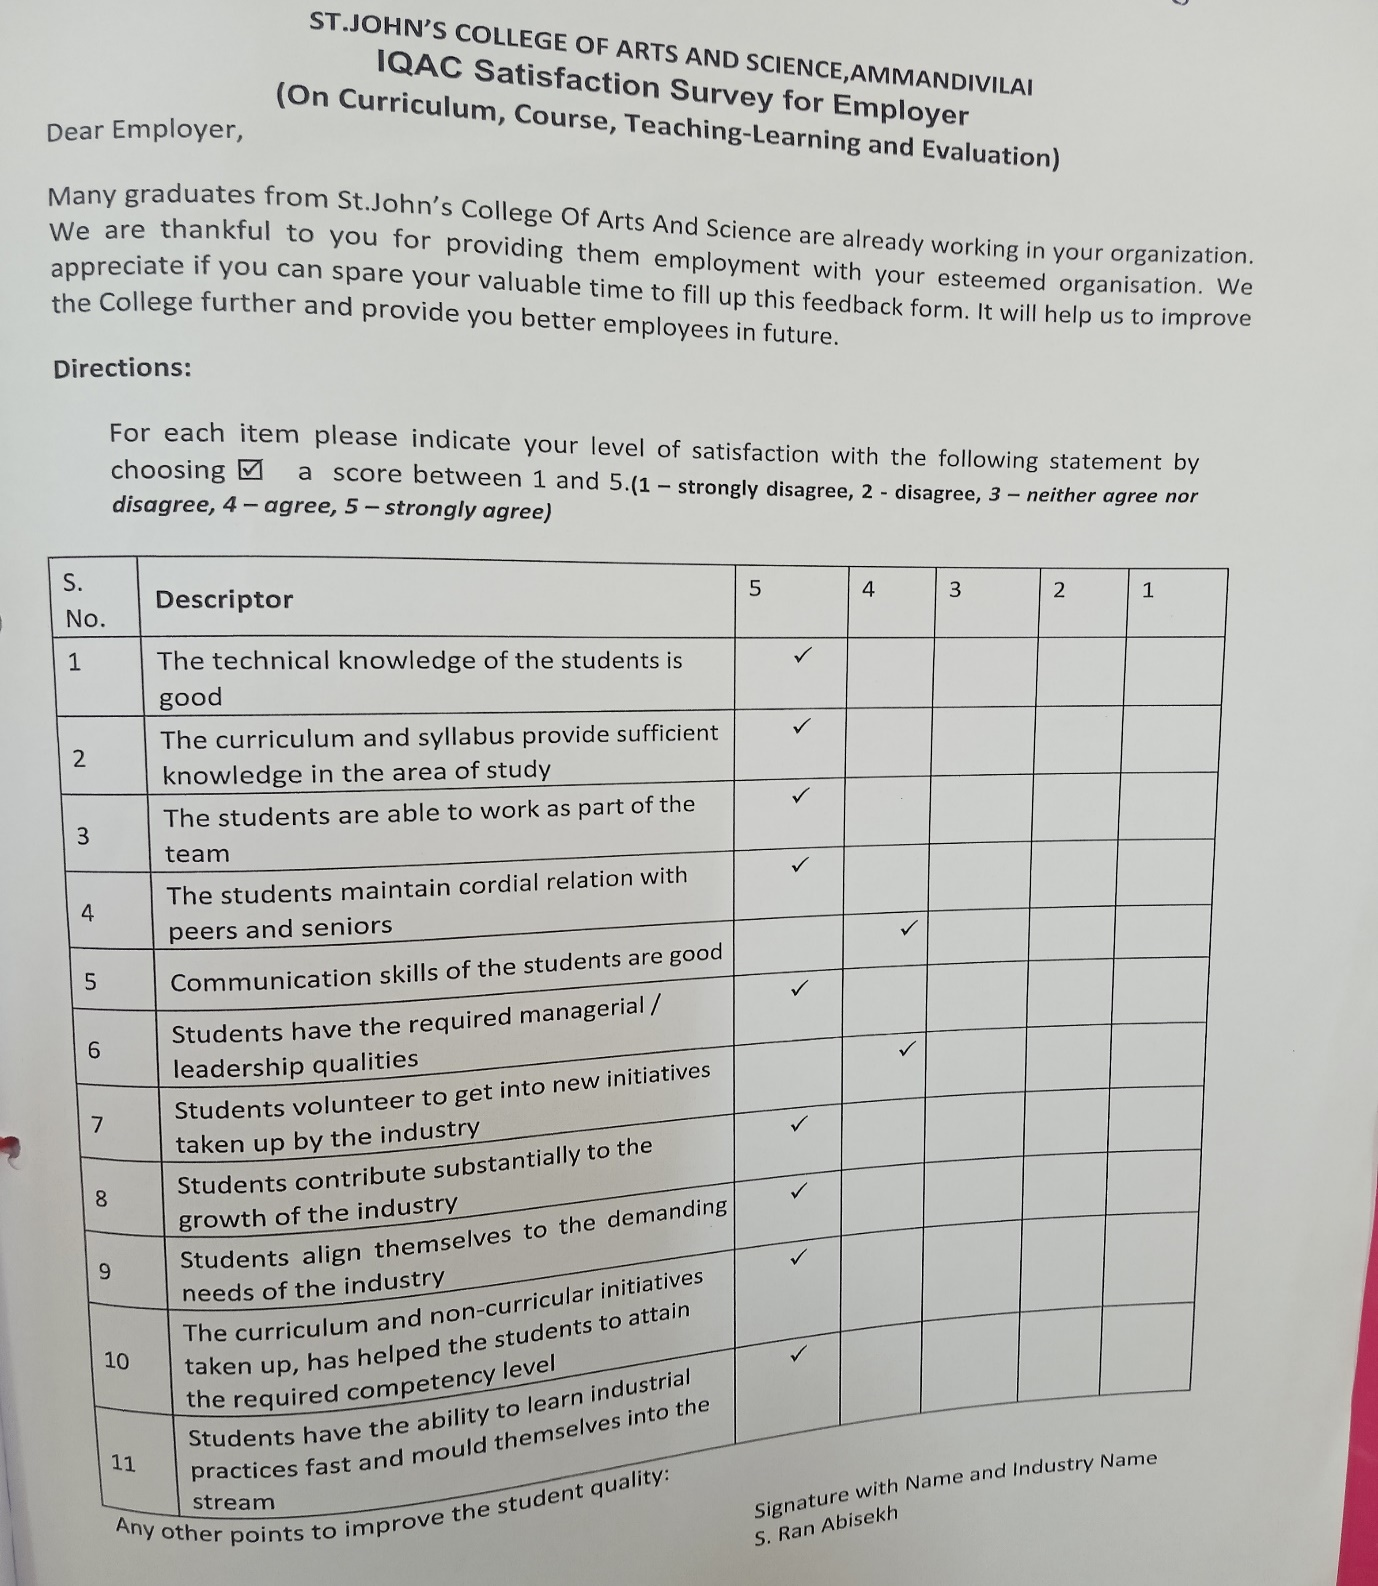 ST.JOHN'S COLLEGE OF ARTS AND SCIENCE,AMMANDIVILAI
IQAC Satisfaction Survey for Employer
(On Curriculum, Course, Teaching-Learning and Evaluation)
Dear Employer,
Many graduates from St.John's College Of Arts And Science are already working in your organization.
We are thankful to you for providing them employment with your esteemed organisation. We
appreciate if you can spare your valuable time to fill up this feedback form. It will help us to improve
the College further and provide you better employees in future.
Directions:
For each item please indicate your level of satisfaction with the following statement by
choosing ☑ a score between 1 and 5.(1 – strongly disagree, 2 - disagree, 3 – neither agree nor
disagree, 4 – agree, 5 – strongly agree)
S. No. Descriptor 5 4 3 2 1
1 The technical knowledge of the students is ✓
good
2 The curriculum and syllabus provide sufficient ✓
knowledge in the area of study
3 The students are able to work as part of the ✓
team
4 The students maintain cordial relation with ✓
peers and seniors
5 Communication skills of the students are good ✓
6 Students have the required managerial / ✓
leadership qualities
7 Students volunteer to get into new initiatives ✓
taken up by the industry
8 Students contribute substantially to the ✓
growth of the industry
9 Students align themselves to the demanding ✓
needs of the industry
10 The curriculum and non-curricular initiatives ✓
taken up, has helped the students to attain
the required competency level
11 Students have the ability to learn industrial ✓
practices fast and mould themselves into the
stream
Any other points to improve the student quality:
Signature with Name and Industry Name
S. Ran Abisekh